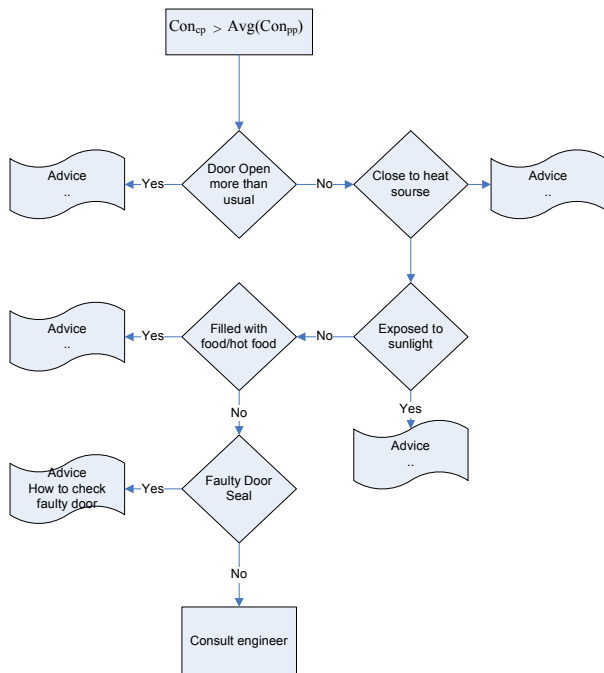 Con_cp > Avg(Con_pp)
Door Open
more than
usual
Yes
Advice
..
No
Close to heat
sourse
Advice
..
Exposed to
sunlight
Yes
Advice
..
No
Filled with
food/hot food
Yes
Advice
..
No
Faulty Door
Seal
Yes
Advice
How to check
faulty door
No
Consult engineer